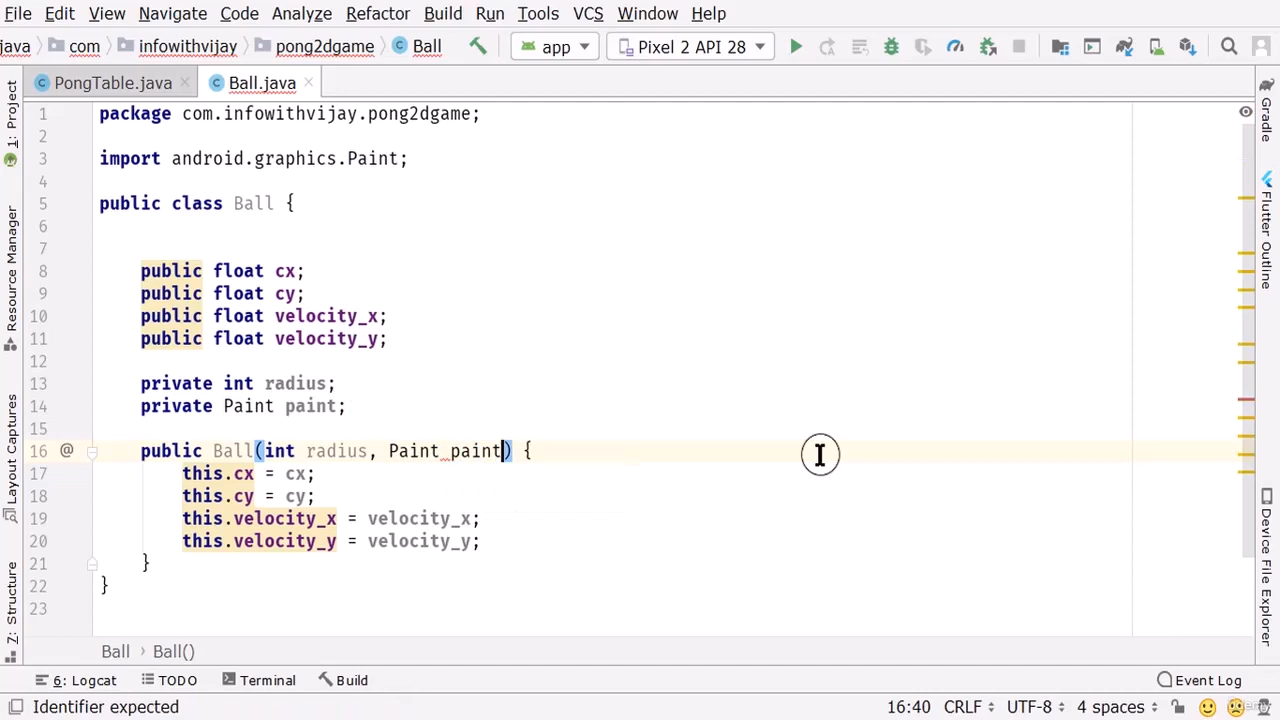 File Edit View Navigate Code Analyze Refactor Build Run Tools VCS Window Help
java com infowithvijay pong2dgame Ball app Pixel 2 API 28
PongTable.java Ball.java
1 package com.infowithvijay.pong2dgame;
2
3 import android.graphics.Paint;
4
5 public class Ball {
6
7
8 public float cx;
9 public float cy;
10 public float velocity_x;
11 public float velocity_y;
12
13 private int radius;
14 private Paint paint;
15
16 @ public Ball(int radius, Paint paint) {
17 this.cx = cx;
18 this.cy = cy;
19 this.velocity_x = velocity_x;
20 this.velocity_y = velocity_y;
21 }
22 }
23
Ball › Ball()
1: Project
Resource Manager
Layout Captures
Z: Structure
Gradle
Flutter Outline
Device File Explorer
6: Logcat TODO Terminal Build Event Log
Identifier expected 16:40 CRLF UTF-8 4 spaces